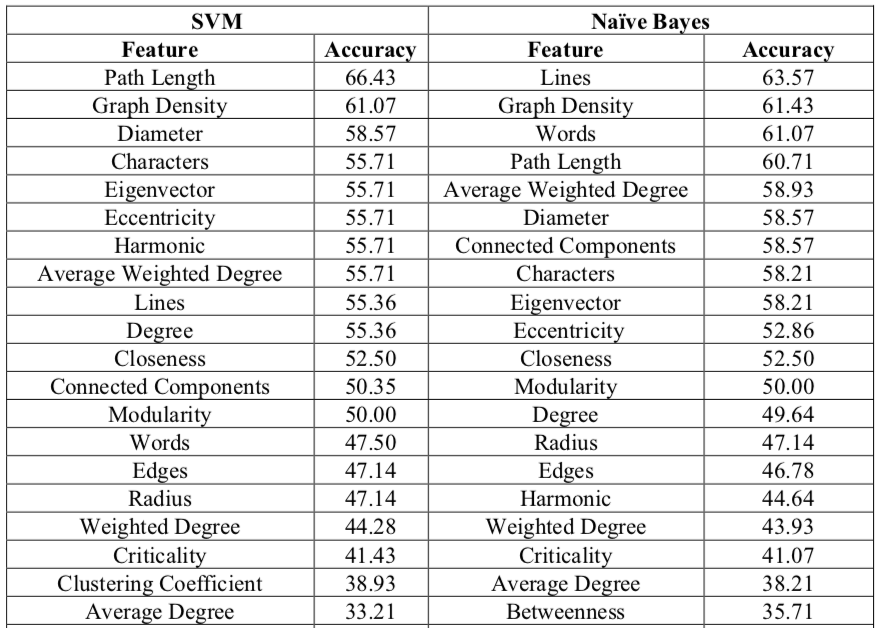 SVM Naïve Bayes
Feature Accuracy Feature Accuracy
Path Length 66.43 Lines 63.57
Graph Density 61.07 Graph Density 61.43
Diameter 58.57 Words 61.07
Characters 55.71 Path Length 60.71
Eigenvector 55.71 Average Weighted Degree 58.93
Eccentricity 55.71 Diameter 58.57
Harmonic 55.71 Connected Components 58.57
Average Weighted Degree 55.71 Characters 58.21
Lines 55.36 Eigenvector 58.21
Degree 55.36 Eccentricity 52.86
Closeness 52.50 Closeness 52.50
Connected Components 50.35 Modularity 50.00
Modularity 50.00 Degree 49.64
Words 47.50 Radius 47.14
Edges 47.14 Edges 46.78
Radius 47.14 Harmonic 44.64
Weighted Degree 44.28 Weighted Degree 43.93
Criticality 41.43 Criticality 41.07
Clustering Coefficient 38.93 Average Degree 38.21
Average Degree 33.21 Betweenness 35.71